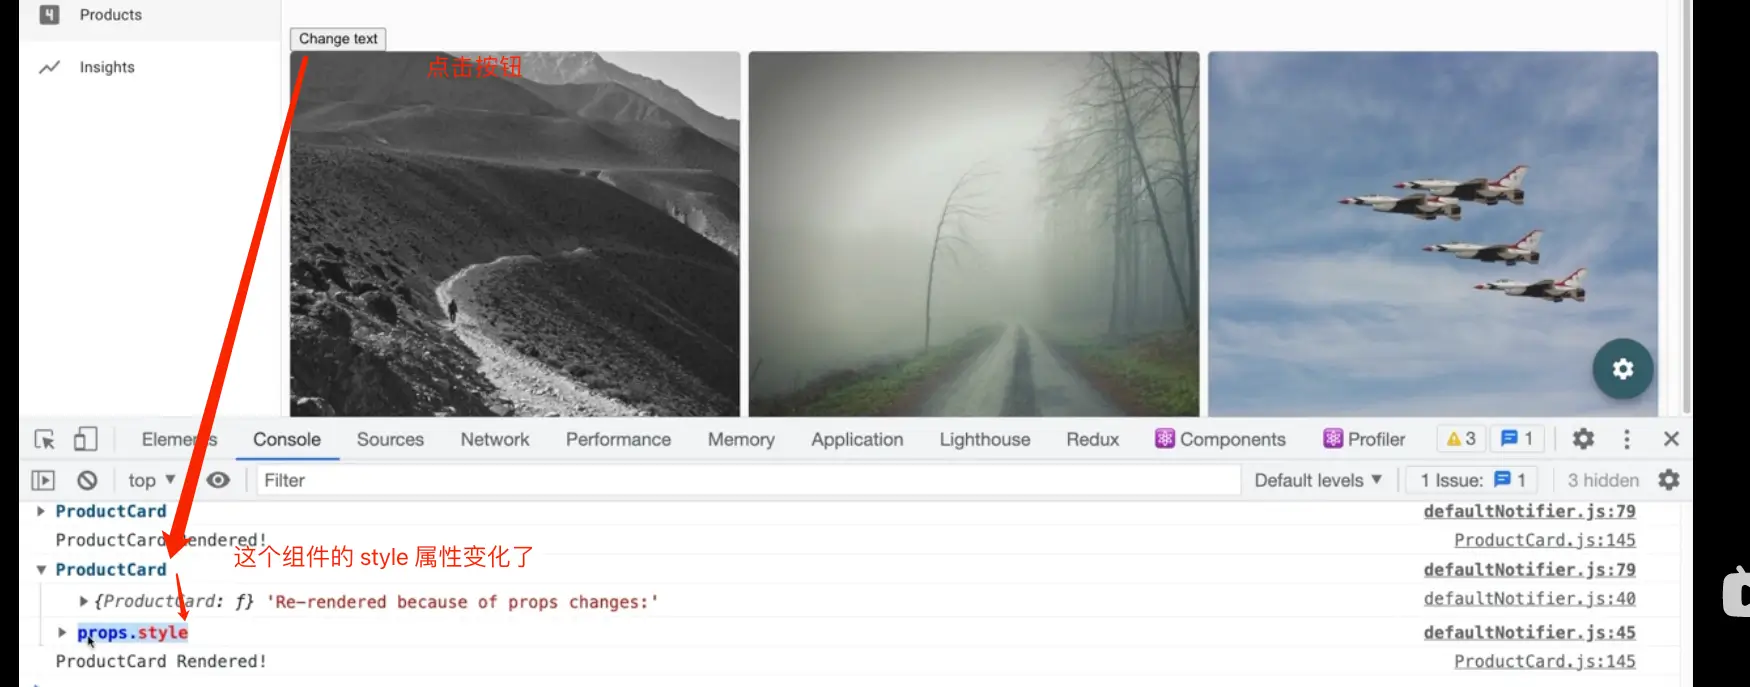 4 Products
Change text
点击按钮
Insights
Elements Console Sources Network Performance Memory Application Lighthouse Redux Components Profiler 3 1
top ▼ Filter Default levels ▼ 1 Issue: 1 3 hidden
ProductCard defaultNotifier.js:79
ProductCard Rendered! ProductCard.js:145
这个组件的 style 属性变化了
ProductCard defaultNotifier.js:79
{ProductCard: ƒ} 'Re-rendered because of props changes:' defaultNotifier.js:40
props.style defaultNotifier.js:45
ProductCard Rendered! ProductCard.js:145